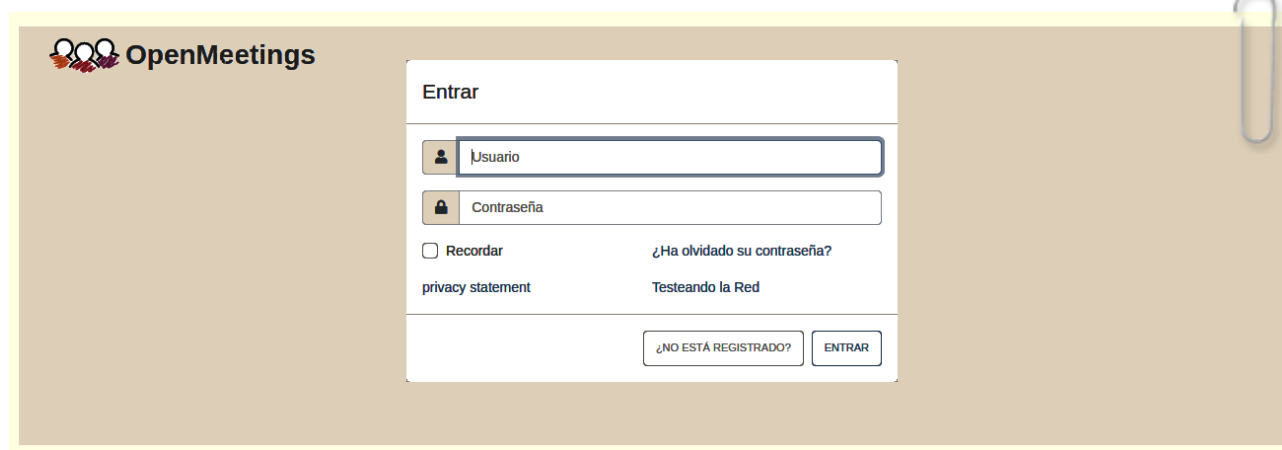 OpenMeetings
Entrar
Usuario
Contraseña
Recordar
¿Ha olvidado su contraseña?
privacy statement
Testeando la Red
¿NO ESTÁ REGISTRADO?
ENTRAR